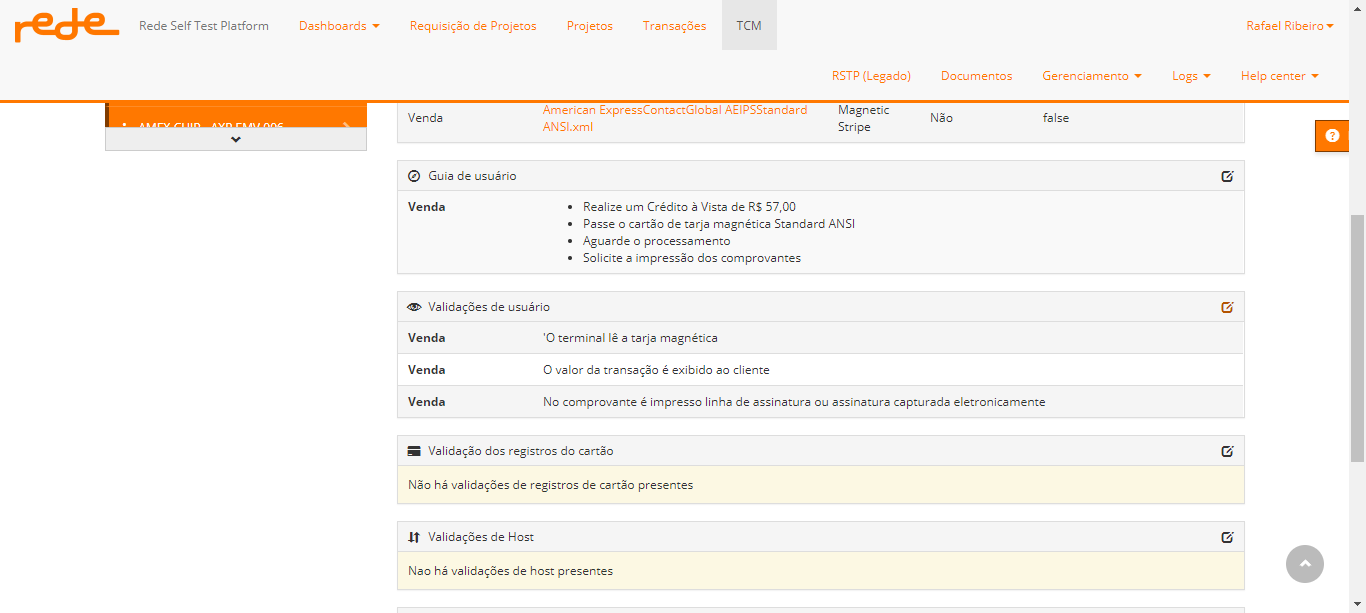 rede Rede Self Test Platform Dashboards Requisição de Projetos Projetos Transações TCM Rafael Ribeiro
RSTP (Legado) Documentos Gerenciamento Logs Help center
AMEX CHIP - AXP EMV 006
Venda American ExpressContactGlobal AEIPSStandard ANSI.xml Magnetic Stripe Não false
Guia de usuário
Venda
Realize um Crédito à Vista de R$ 57,00
Passe o cartão de tarja magnética Standard ANSI
Aguarde o processamento
Solicite a impressão dos comprovantes
Validações de usuário
Venda 'O terminal lê a tarja magnética
Venda O valor da transação é exibido ao cliente
Venda No comprovante é impresso linha de assinatura ou assinatura capturada eletronicamente
Validação dos registros do cartão
Não há validações de registros de cartão presentes
Validações de Host
Nao há validações de host presentes